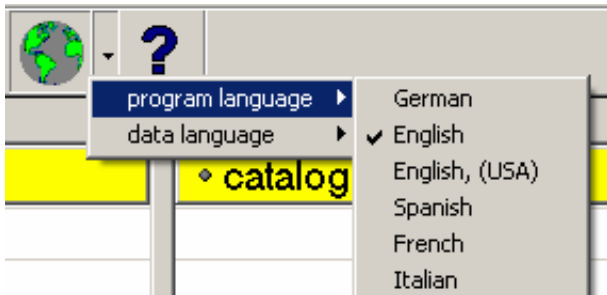 ?
program language
data language
German
English
English, (USA)
Spanish
French
Italian
catalog